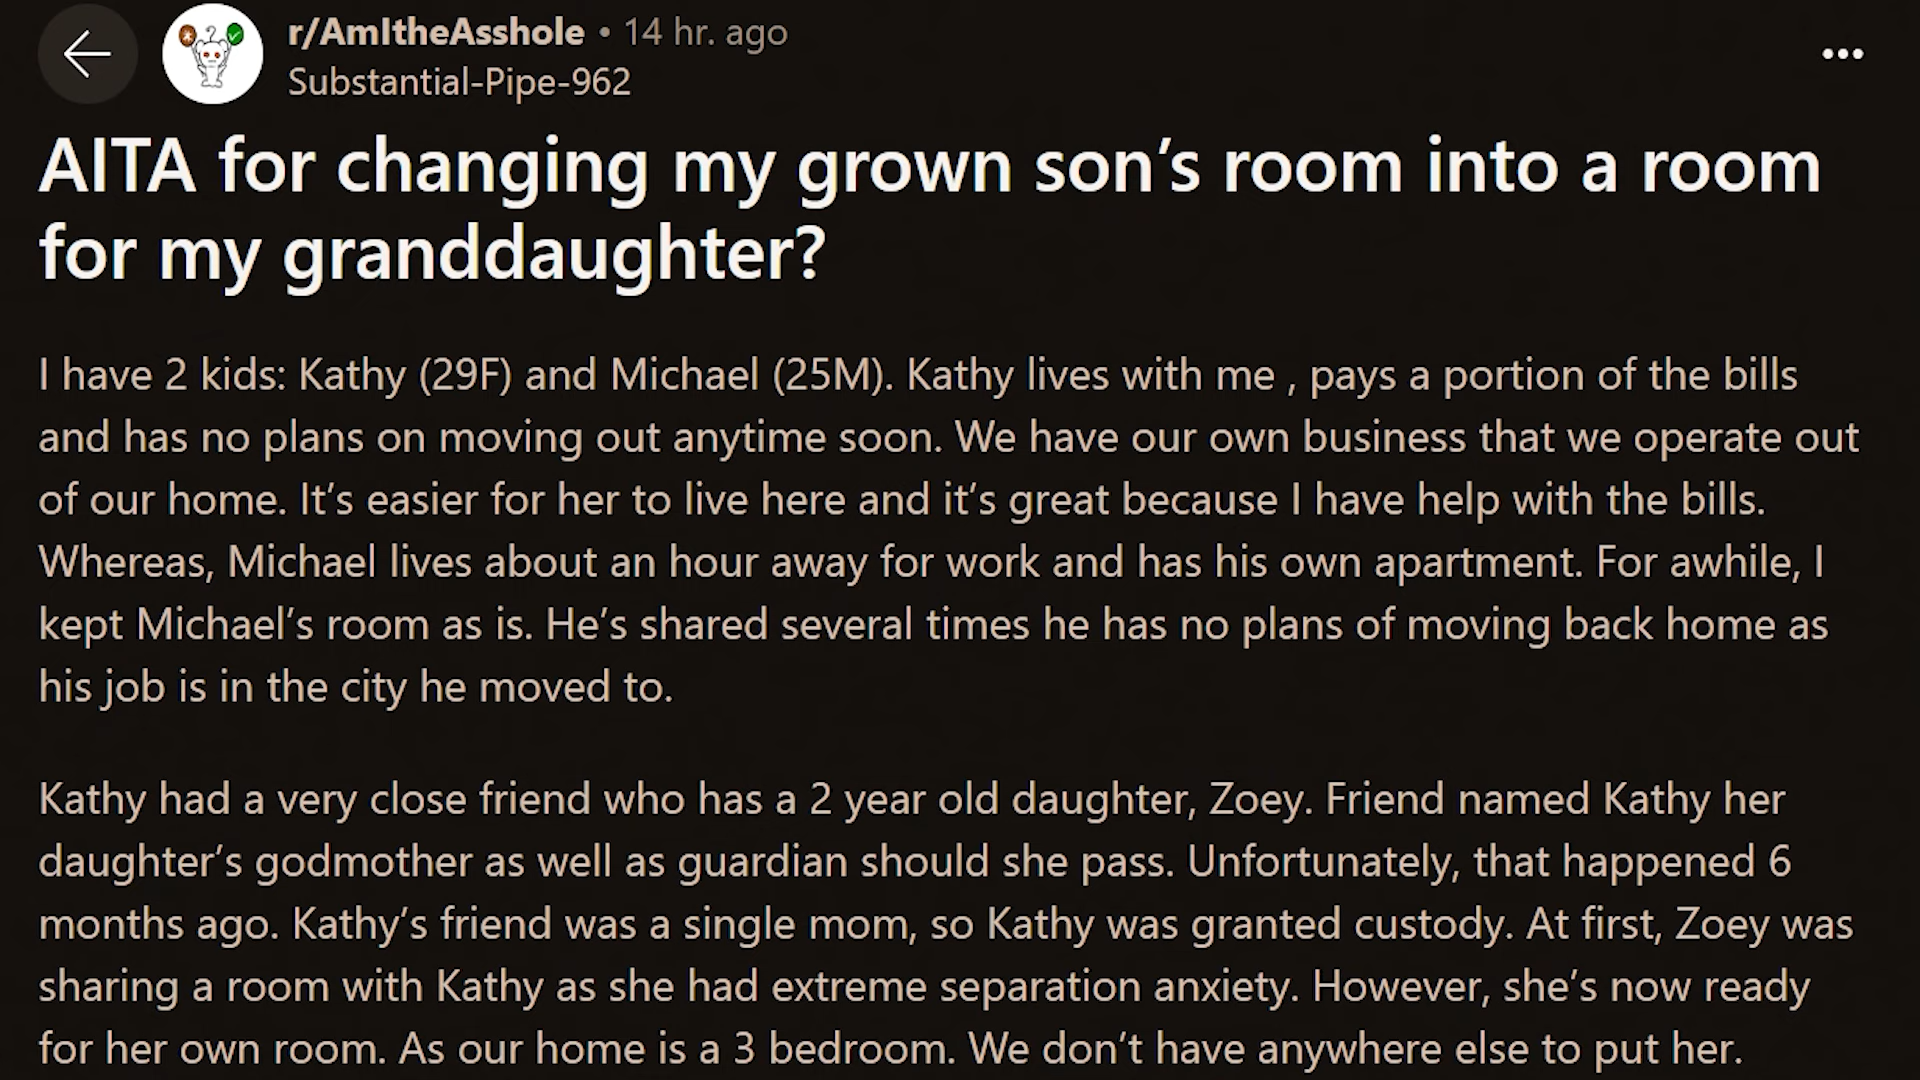 r/AmItheAsshole • 14 hr. ago
Substantial-Pipe-962
AITA for changing my grown son’s room into a room
for my granddaughter?
I have 2 kids: Kathy (29F) and Michael (25M). Kathy lives with me , pays a portion of the bills
and has no plans on moving out anytime soon. We have our own business that we operate out
of our home. It’s easier for her to live here and it’s great because I have help with the bills.
Whereas, Michael lives about an hour away for work and has his own apartment. For awhile, I
kept Michael’s room as is. He’s shared several times he has no plans of moving back home as
his job is in the city he moved to.
Kathy had a very close friend who has a 2 year old daughter, Zoey. Friend named Kathy her
daughter’s godmother as well as guardian should she pass. Unfortunately, that happened 6
months ago. Kathy’s friend was a single mom, so Kathy was granted custody. At first, Zoey was
sharing a room with Kathy as she had extreme separation anxiety. However, she’s now ready
for her own room. As our home is a 3 bedroom. We don’t have anywhere else to put her.